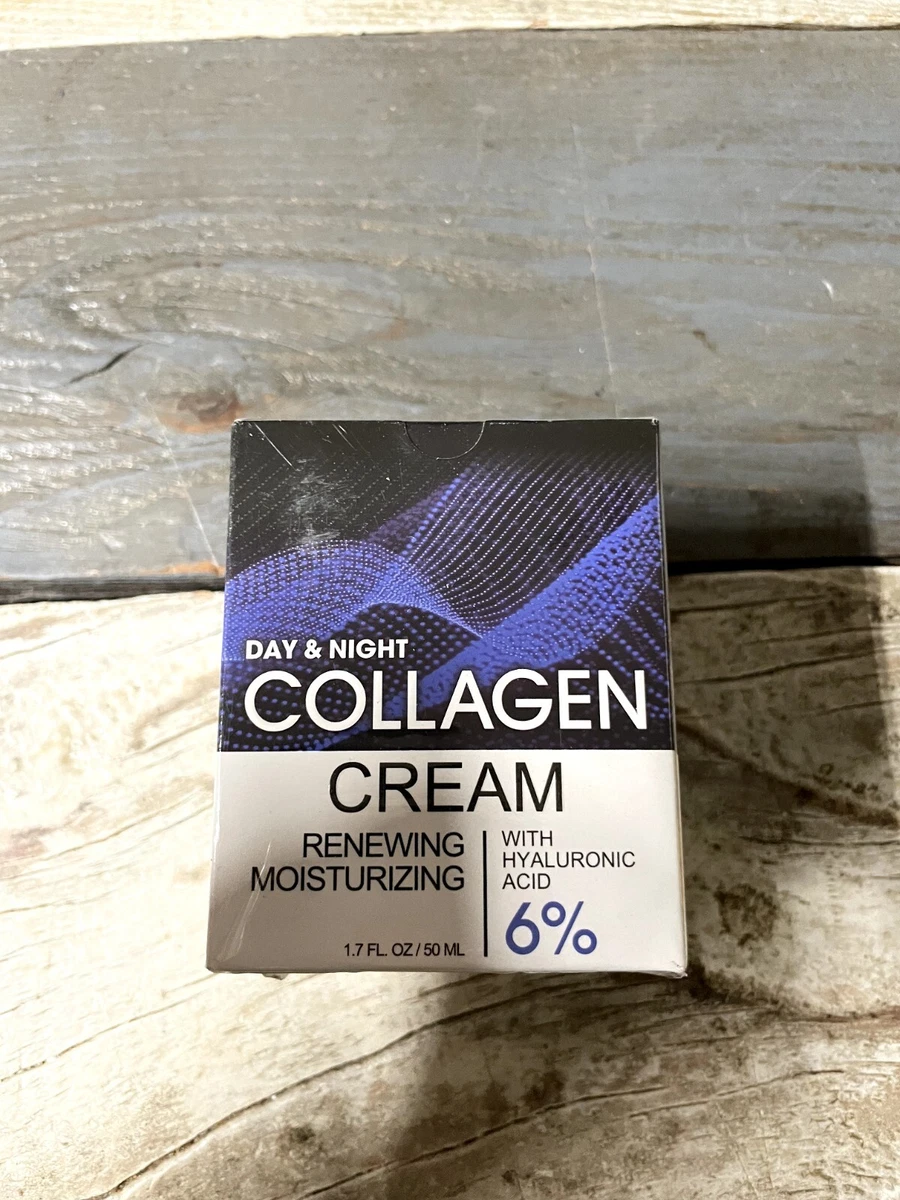 DAY & NIGHT
COLLAGEN
CREAM
RENEWING
MOISTURIZING
1.7 FL. OZ / 50 ML
WITH
HYALURONIC
ACID
6%